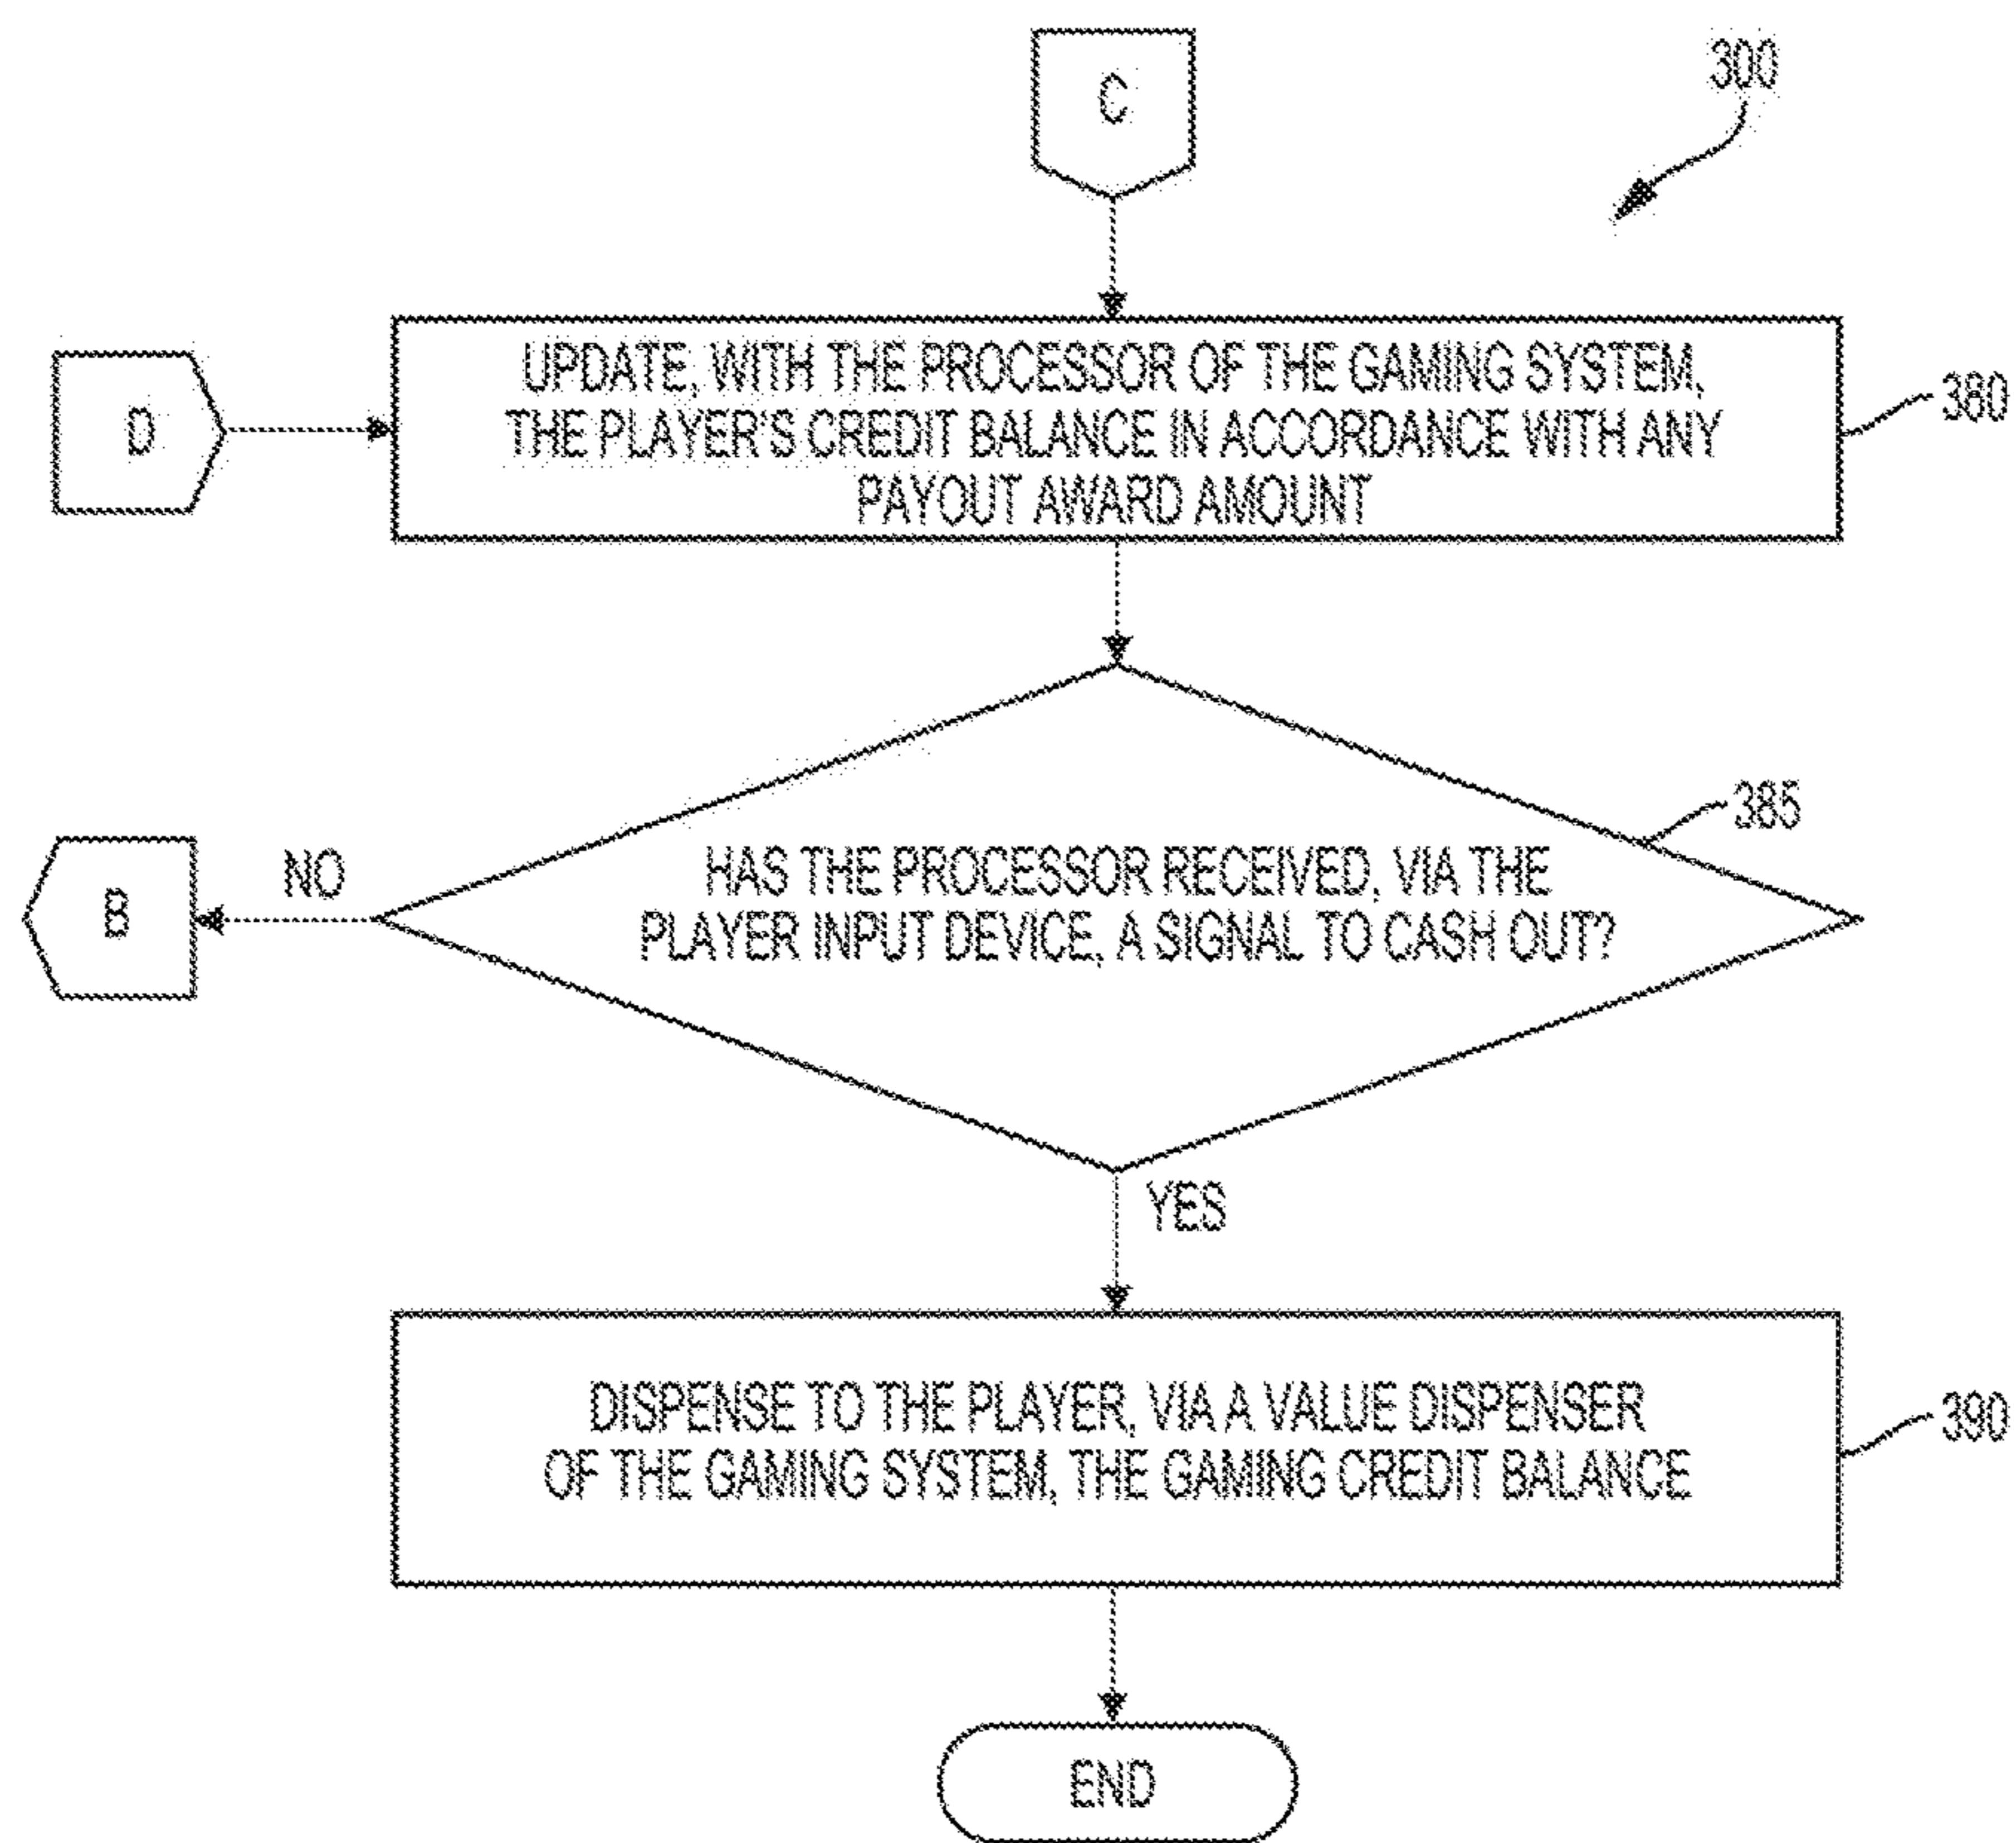 C
300
UPDATE, WITH THE PROCESSOR OF THE GAMING SYSTEM,
THE PLAYER'S CREDIT BALANCE IN ACCORDANCE WITH ANY
PAYOUT AWARD AMOUNT
380
D
385
HAS THE PROCESSOR RECEIVED, VIA THE
PLAYER INPUT DEVICE, A SIGNAL TO CASH OUT?
NO
B
YES
DISPENSE TO THE PLAYER, VIA A VALUE DISPENSER
OF THE GAMING SYSTEM, THE GAMING CREDIT BALANCE
390
END